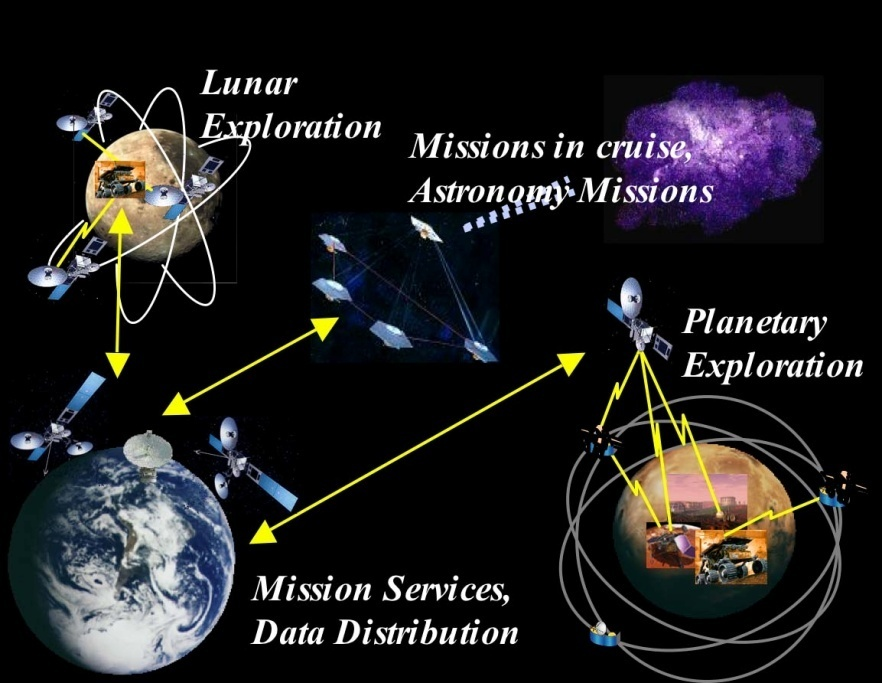 Lunar
Exploration
Missions in cruise,
Astronomy Missions
Planetary
Exploration
Mission Services,
Data Distribution